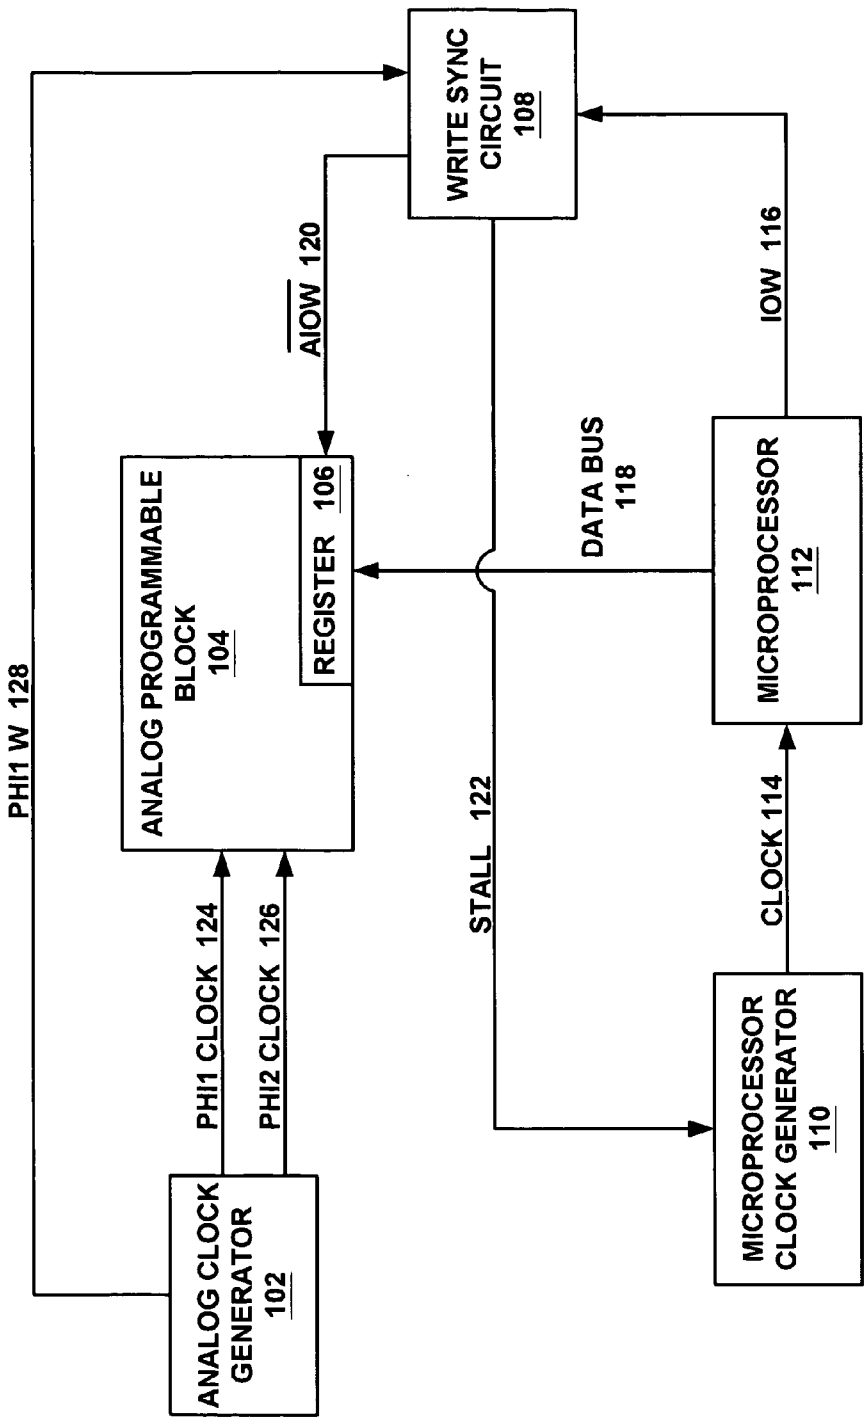 PHI1 W 128
ANALOG CLOCK
GENERATOR
102
PHI1 CLOCK 124
PHI2 CLOCK 126
ANALOG PROGRAMMABLE
BLOCK
104
REGISTER 106
AIOW 120
WRITE SYNC
CIRCUIT
108
STALL 122
DATA BUS
118
MICROPROCESSOR
CLOCK GENERATOR
110
CLOCK 114
MICROPROCESSOR
112
IOW 116